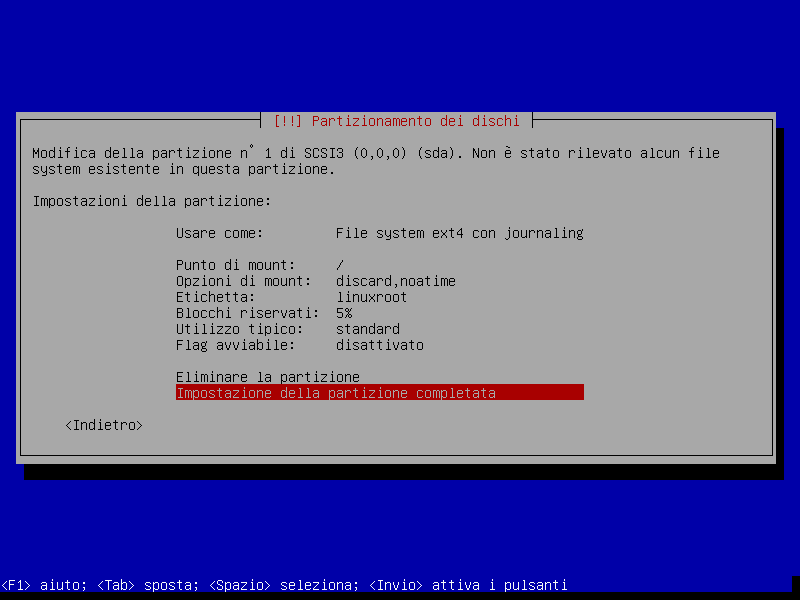 [!!] Partizionamento dei dischi
Modifica della partizione n° 1 di SCSI3 (0,0,0) (sda). Non è stato rilevato alcun file
system esistente in questa partizione.
Impostazioni della partizione:
Usare come: File system ext4 con journaling
Punto di mount: /
Opzioni di mount: discard,noatime
Etichetta: linuxroot
Blocchi riservati: 5%
Utilizzo tipico: standard
Flag avviabile: disattivato
Eliminare la partizione
Impostazione della partizione completata
<Indietro>
<F1> aiuto; <Tab> sposta; <Spazio> seleziona; <Invio> attiva i pulsanti